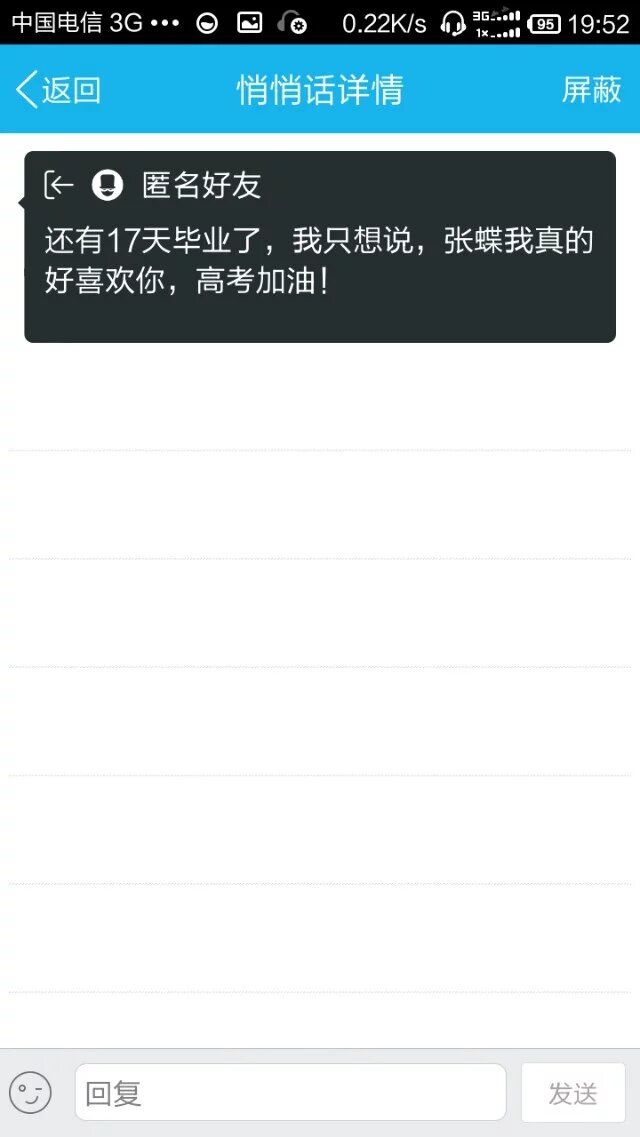 中国电信 3G ••• 0.22K/s 3G 1x 95 19:52
返回 悄悄话详情 屏蔽
匿名好友
还有17天毕业了，我只想说，张蝶我真的
好喜欢你，高考加油！
回复 发送